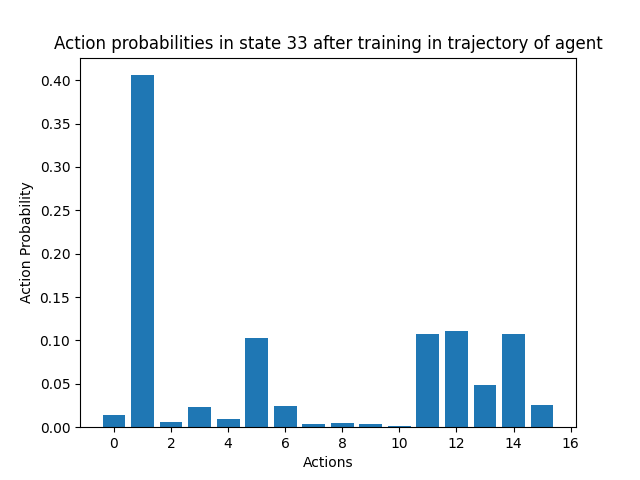 Action probabilities in state 33 after training in trajectory of agent
0.40
0.35
0.30
0.25
0.20
0.15
0.10
0.05
0.00
Action Probability
0 2 4 6 8 10 12 14 16
Actions